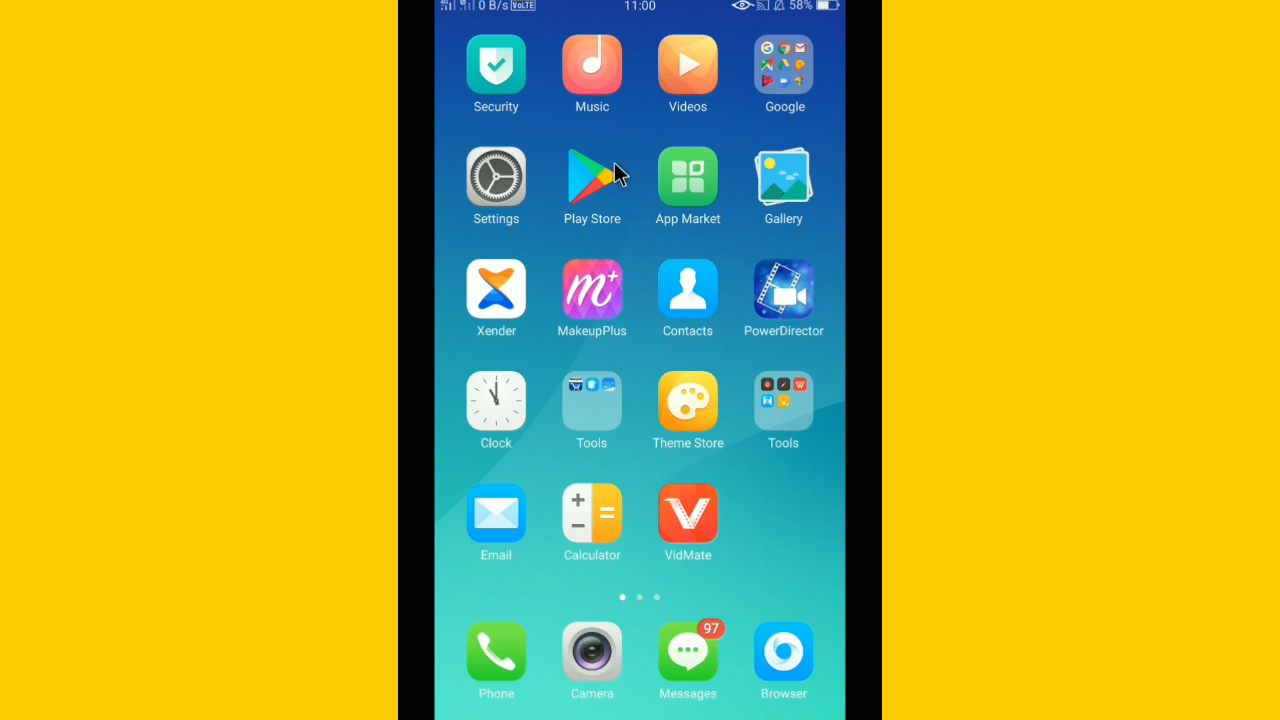 0 B/s VoLTE 11:00 58%
Security Music Videos Google
Settings Play Store App Market Gallery
m+
Xender MakeupPlus Contacts PowerDirector
Clock Tools Theme Store Tools
Email Calculator VidMate
97
Phone Camera Messages Browser